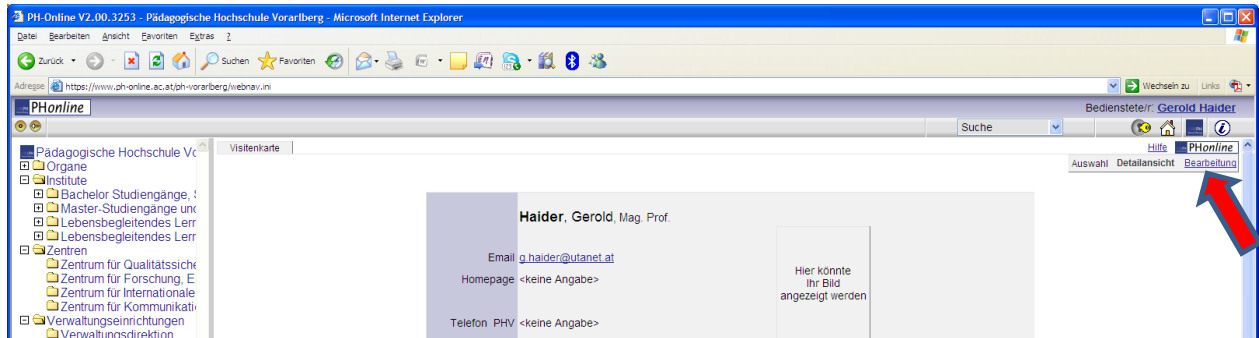 PH-Online V2.00.3253 - Pädagogische Hochschule Vorarlberg - Microsoft Internet Explorer
Datei Bearbeiten Ansicht Favoriten Extras ?
Zurück Suchen Favoriten
Adresse https://www.ph-online.ac.at/ph-vorarlberg/webnav.ini Wechseln zu Links
PHonline Bedienstete/r: Gerold Haider
Suche
Pädagogische Hochschule Vo
Organe
Institute
Bachelor Studiengänge, S
Master-Studiengänge und
Lebensbegleitendes Lern
Lebensbegleitendes Lern
Zentren
Zentrum für Qualitätssiche
Zentrum für Forschung, E
Zentrum für Internationale
Zentrum für Kommunikati
Verwaltungseinrichtungen
Verwaltungsdirektion
Visitenkarte
Hilfe PHonline
Auswahl Detailansicht Bearbeitung
Haider, Gerold, Mag. Prof.
Email g.haider@utanet.at
Homepage <keine Angabe>
Telefon PHV <keine Angabe>
Hier könnte
Ihr Bild
angezeigt werden